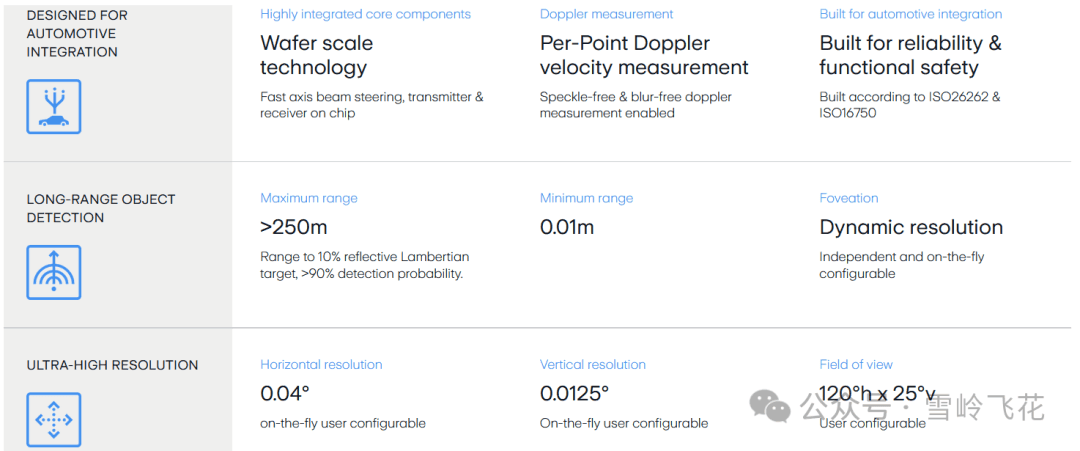 DESIGNED FOR
AUTOMOTIVE
INTEGRATION
Highly integrated core components
Wafer scale
technology
Fast axis beam steering, transmitter &
receiver on chip
Doppler measurement
Per-Point Doppler
velocity measurement
Speckle-free & blur-free doppler
measurement enabled
Built for automotive integration
Built for reliability &
functional safety
Built according to ISO26262 &
ISO16750
LONG-RANGE OBJECT
DETECTION
Maximum range
>250m
Range to 10% reflective Lambertian
target, >90% detection probability.
Minimum range
0.01m
Foveation
Dynamic resolution
Independent and on-the-fly
configurable
ULTRA-HIGH RESOLUTION
Horizontal resolution
0.04°
on-the-fly user configurable
Vertical resolution
0.0125°
On-the-fly user configurable
Field of view
120°h x 25°v
User configurable
公众号 · 雪岭飞花